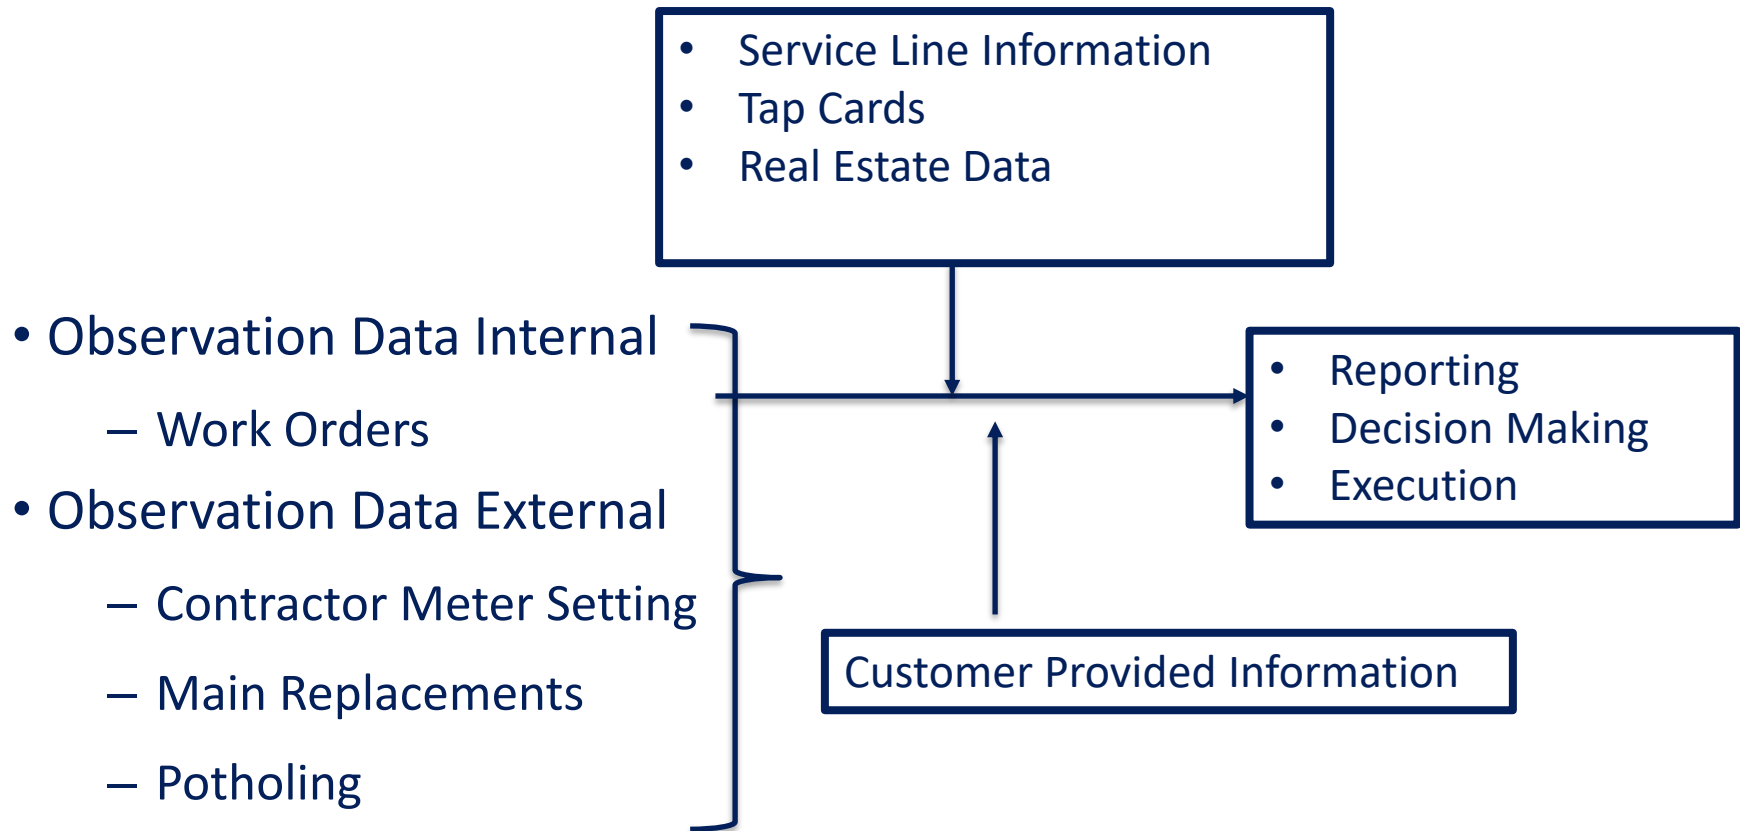 • Service Line Information
• Tap Cards
• Real Estate Data
• Observation Data Internal
– Work Orders
• Observation Data External
– Contractor Meter Setting
– Main Replacements
– Potholing
• Reporting
• Decision Making
• Execution
Customer Provided Information